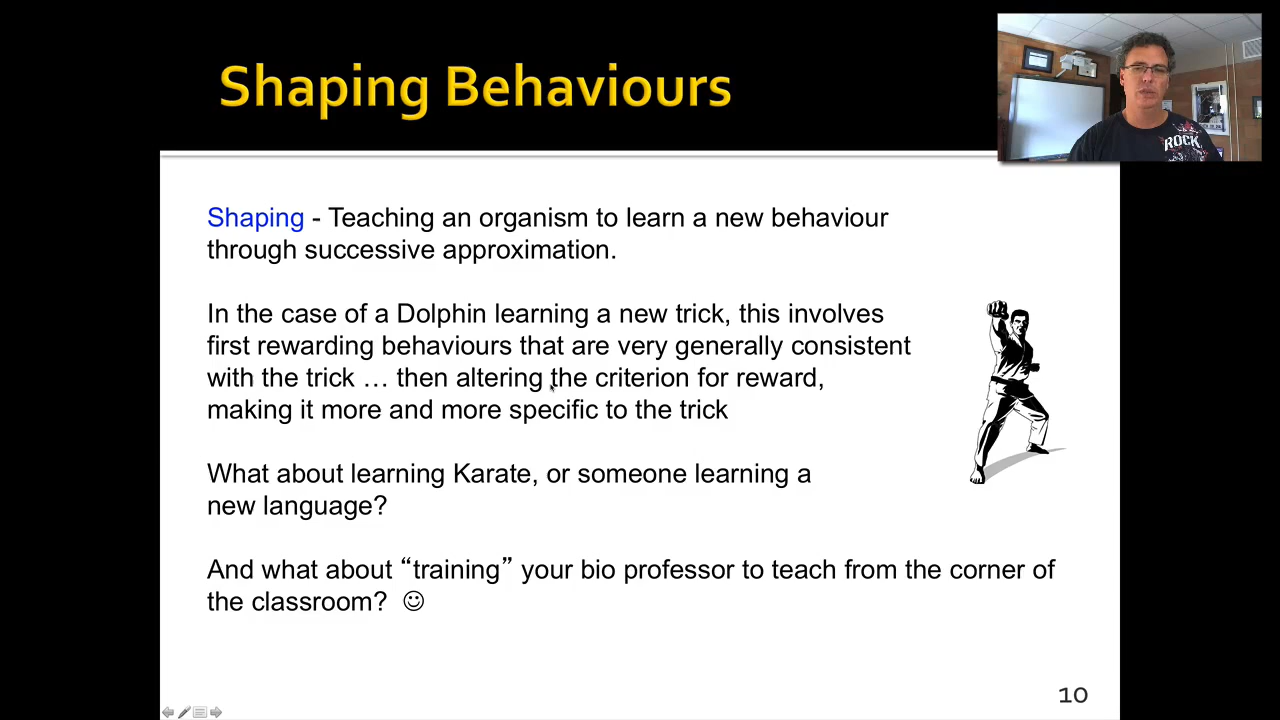 Shaping Behaviours
ROCK
Shaping - Teaching an organism to learn a new behaviour
through successive approximation.
In the case of a Dolphin learning a new trick, this involves
first rewarding behaviours that are very generally consistent
with the trick … then altering the criterion for reward,
making it more and more specific to the trick
What about learning Karate, or someone learning a
new language?
And what about “training” your bio professor to teach from the corner of
the classroom? ☺
10